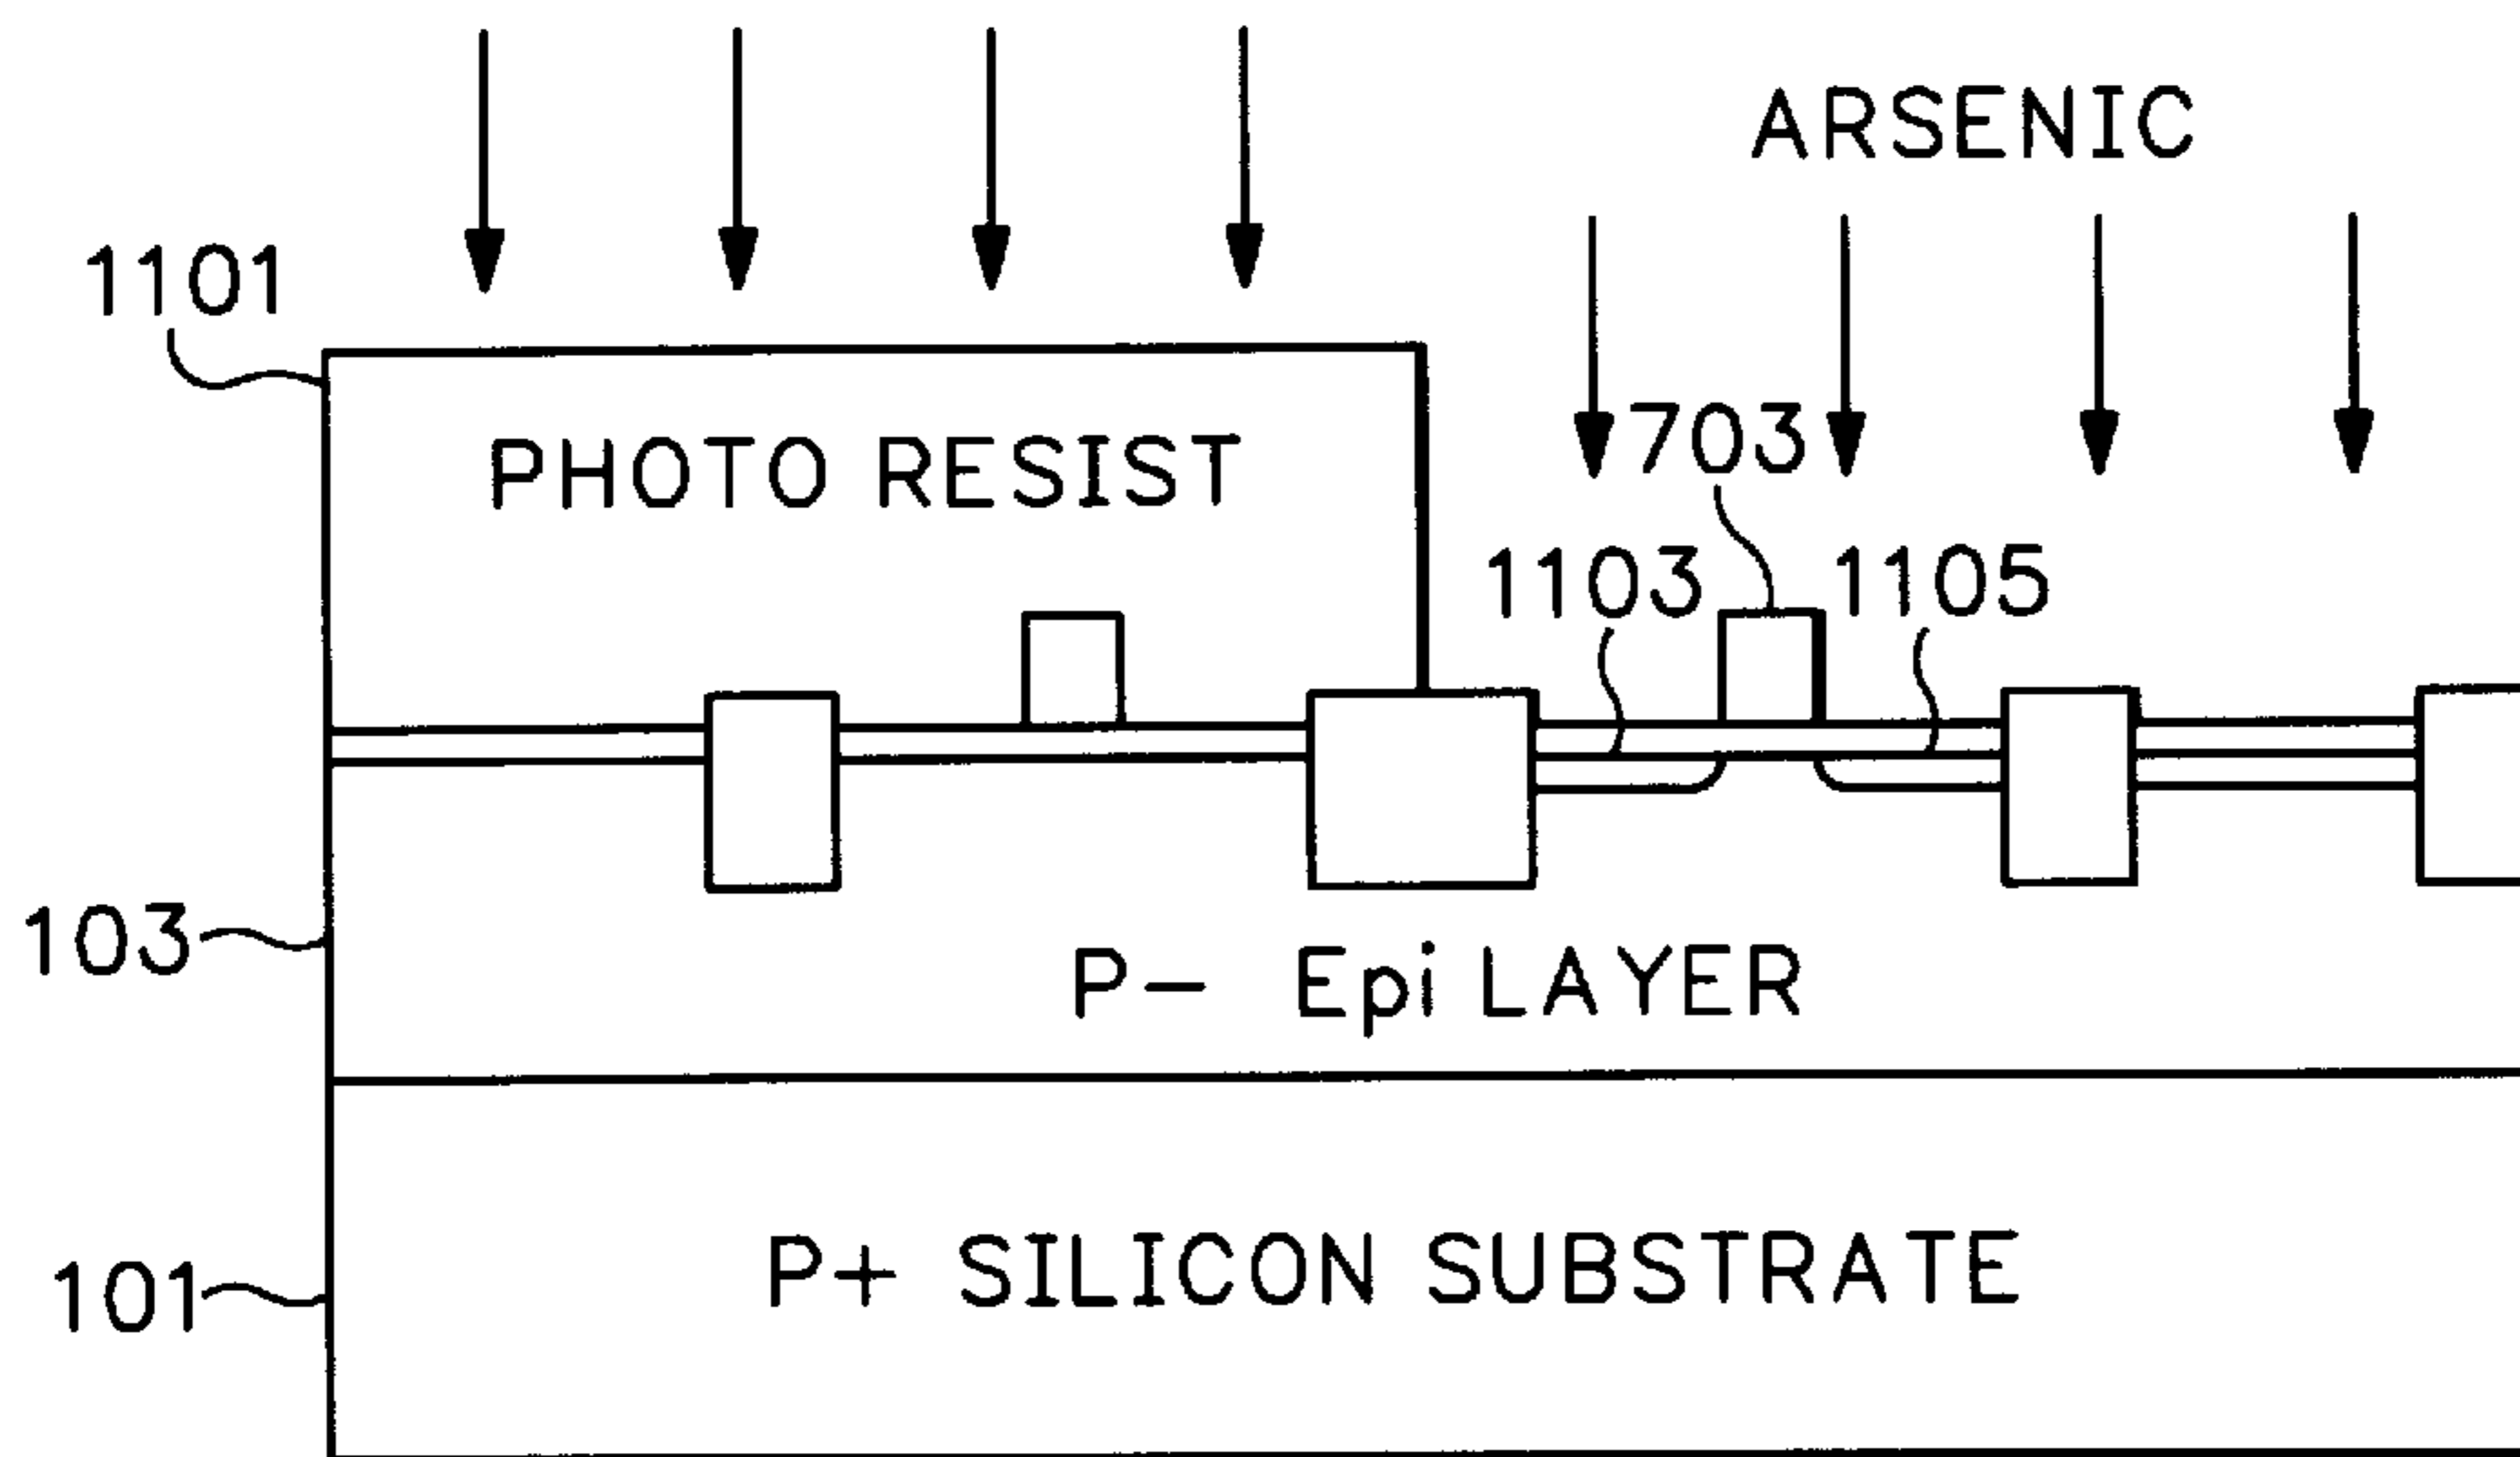 ARSENIC
1101
703
PHOTO RESIST
1103
1105
103
P- Epi LAYER
P+ SILICON SUBSTRATE
101